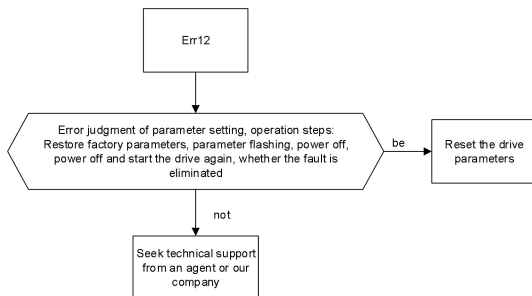 Err12
Error judgment of parameter setting, operation steps:
Restore factory parameters, parameter flashing, power off,
power off and start the drive again, whether the fault is
eliminated
be
Reset the drive
parameters
not
Seek technical support
from an agent or our
company